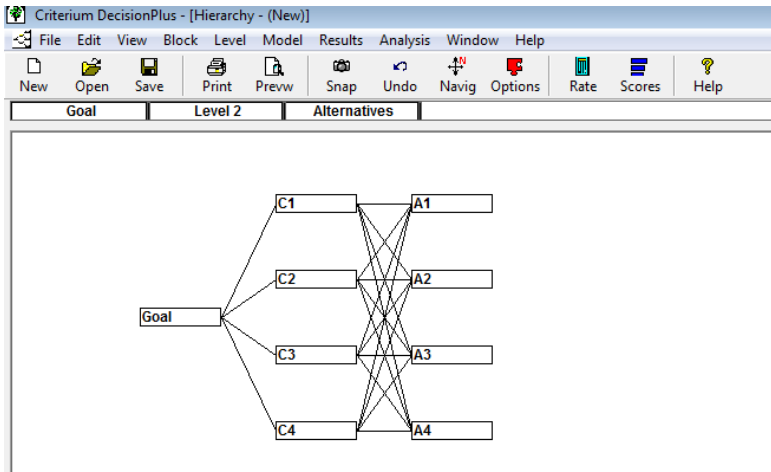 Criterium DecisionPlus - [Hierarchy - (New)]
File Edit View Block Level Model Results Analysis Window Help
New Open Save Print Prevw Snap Undo Navig Options Rate Scores Help
Goal Level 2 Alternatives
C1 A1
C2 A2
Goal
C3 A3
C4 A4